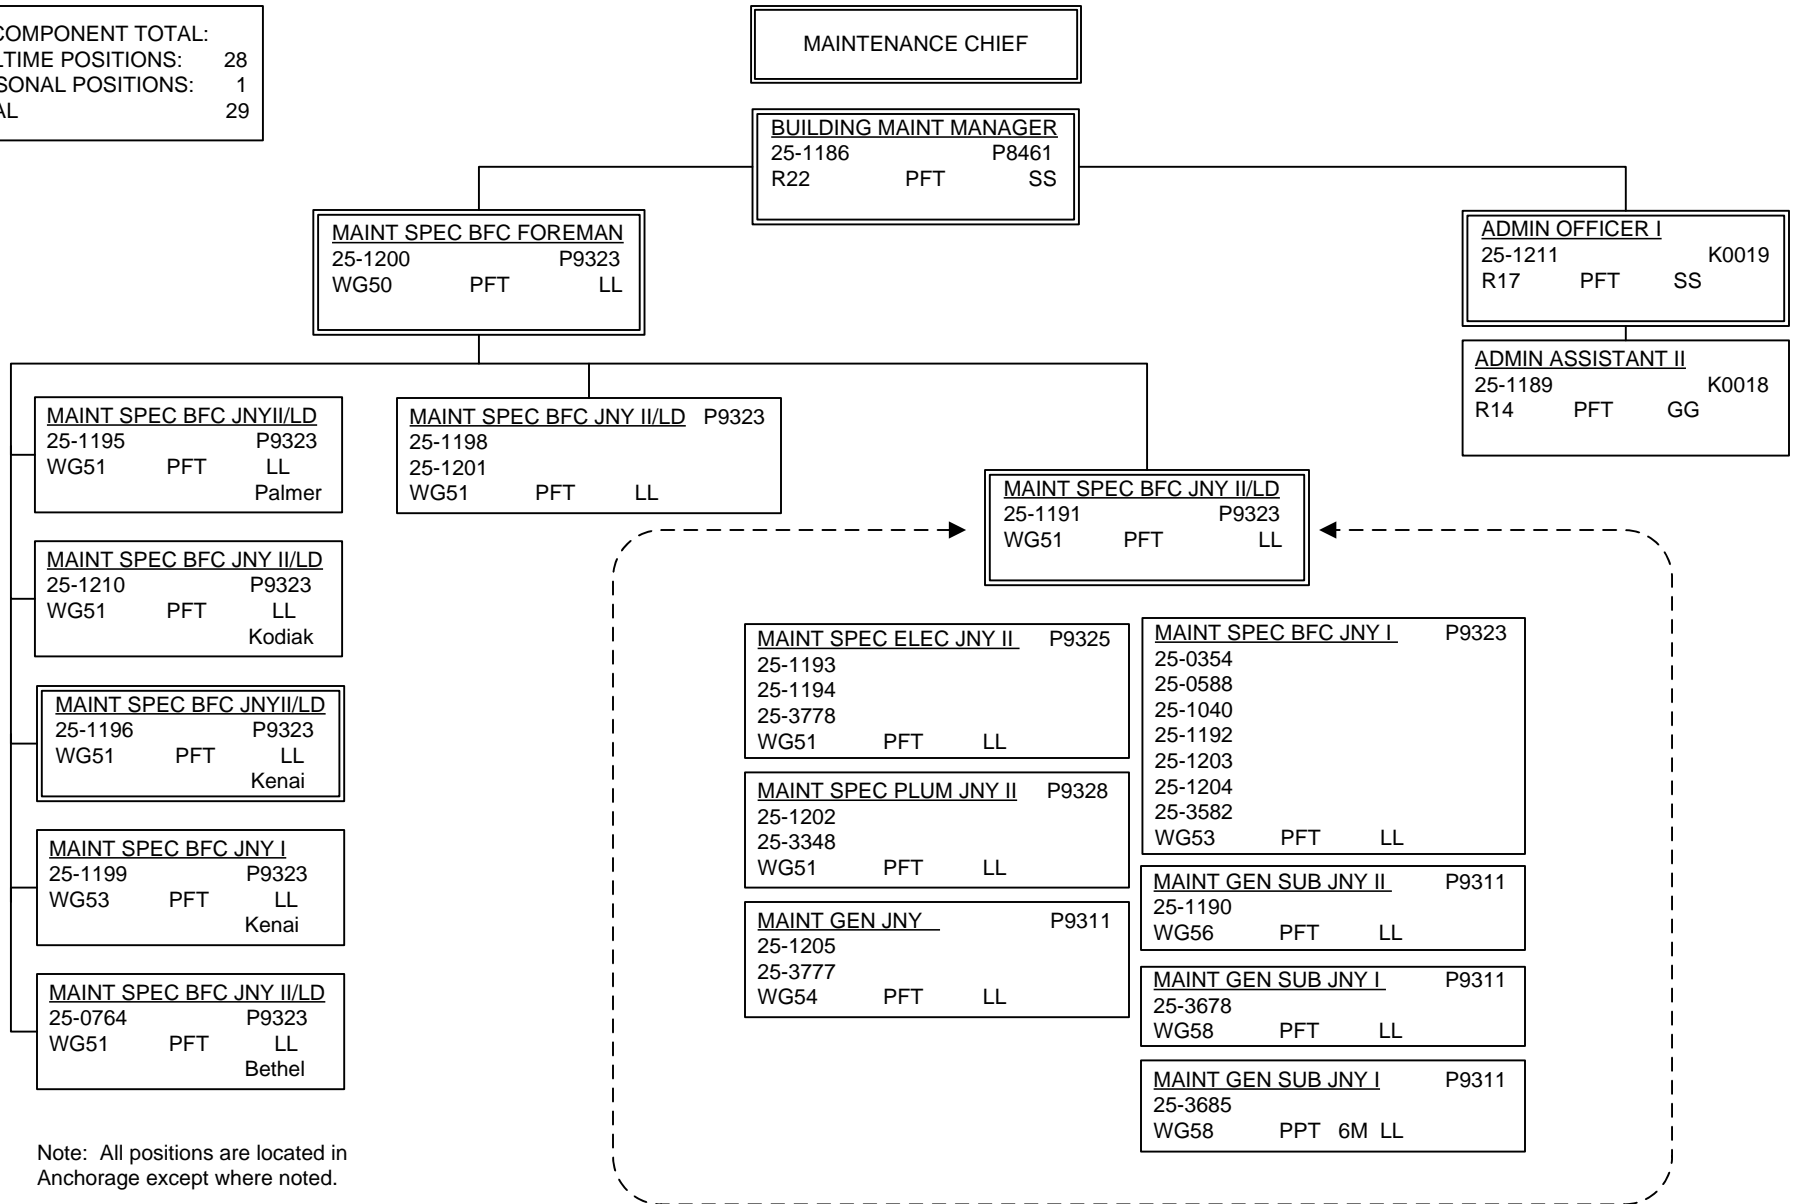 COMPONENT TOTAL:
TIME POSITIONS: 28
SONAL POSITIONS: 1
AL 29
MAINTENANCE CHIEF
BUILDING MAINT MANAGER
25-1186 P8461
R22 PFT SS
MAINT SPEC BFC FOREMAN
25-1200 P9323
WG50 PFT LL
ADMIN OFFICER I
25-1211 K0019
R17 PFT SS
ADMIN ASSISTANT II
25-1189 K0018
R14 PFT GG
MAINT SPEC BFC JNYII/LD
25-1195 P9323
WG51 PFT LL
Palmer
MAINT SPEC BFC JNY II/LD P9323
25-1198
25-1201
WG51 PFT LL
MAINT SPEC BFC JNY II/LD
25-1191 P9323
WG51 PFT LL
MAINT SPEC BFC JNY II/LD
25-1210 P9323
WG51 PFT LL
Kodiak
MAINT SPEC BFC JNYII/LD
25-1196 P9323
WG51 PFT LL
Kenai
MAINT SPEC BFC JNY I
25-1199 P9323
WG53 PFT LL
Kenai
MAINT SPEC BFC JNY II/LD
25-0764 P9323
WG51 PFT LL
Bethel
MAINT SPEC ELEC JNY II P9325
25-1193
25-1194
25-3778
WG51 PFT LL
MAINT SPEC PLUM JNY II P9328
25-1202
25-3348
WG51 PFT LL
MAINT GEN JNY P9311
25-1205
25-3777
WG54 PFT LL
MAINT SPEC BFC JNY I P9323
25-0354
25-0588
25-1040
25-1192
25-1203
25-1204
25-3582
WG53 PFT LL
MAINT GEN SUB JNY II P9311
25-1190
WG56 PFT LL
MAINT GEN SUB JNY I P9311
25-3678
WG58 PFT LL
MAINT GEN SUB JNY I P9311
25-3685
WG58 PPT 6M LL
Note: All positions are located in
Anchorage except where noted.